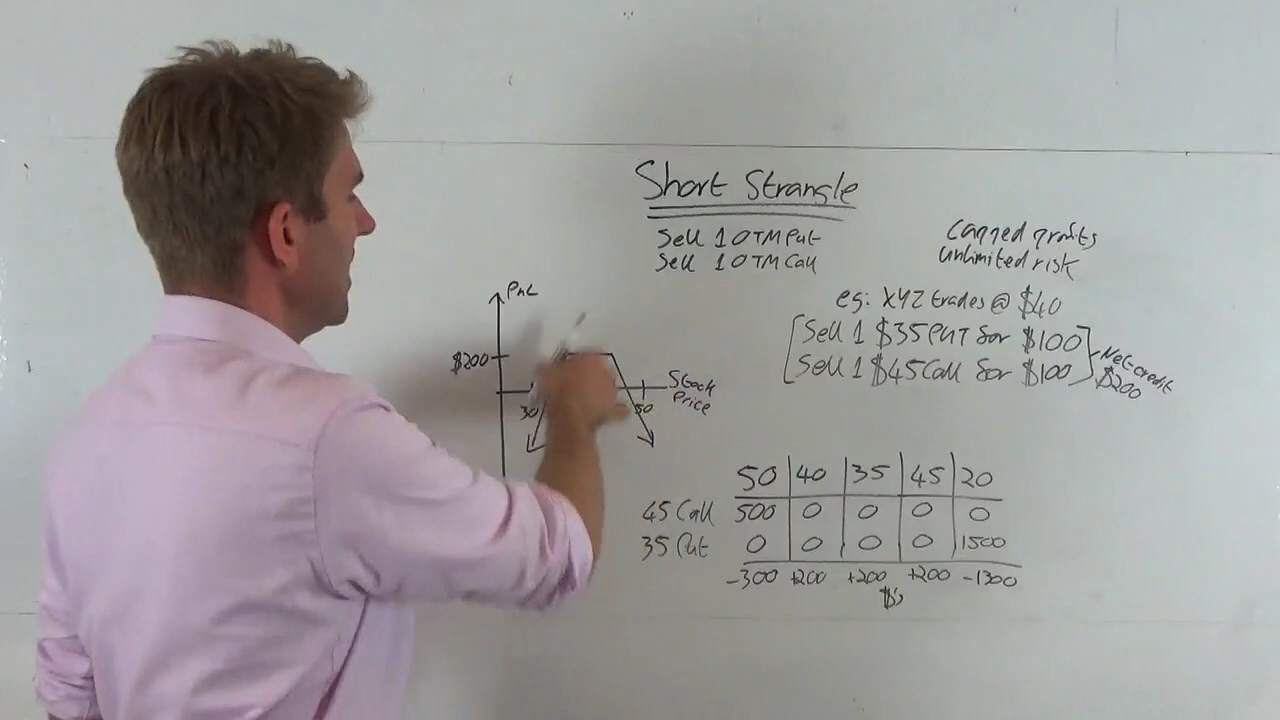 Short Strangle
Sell 1 OTM Put
Sell 1 OTM Call
Capped profits
unlimited risk
eg: XYZ trades @ $40
Sell 1 $35 PUT for $100
Sell 1 $45 Call for $100
Net credit
$200
PnL
$200
Stock
Price
30
50
50 40 35 45 20
45 Call 500 0 0 0 0
35 Put 0 0 0 0 1500
-300 +200 +200 +200 -1300
$'s